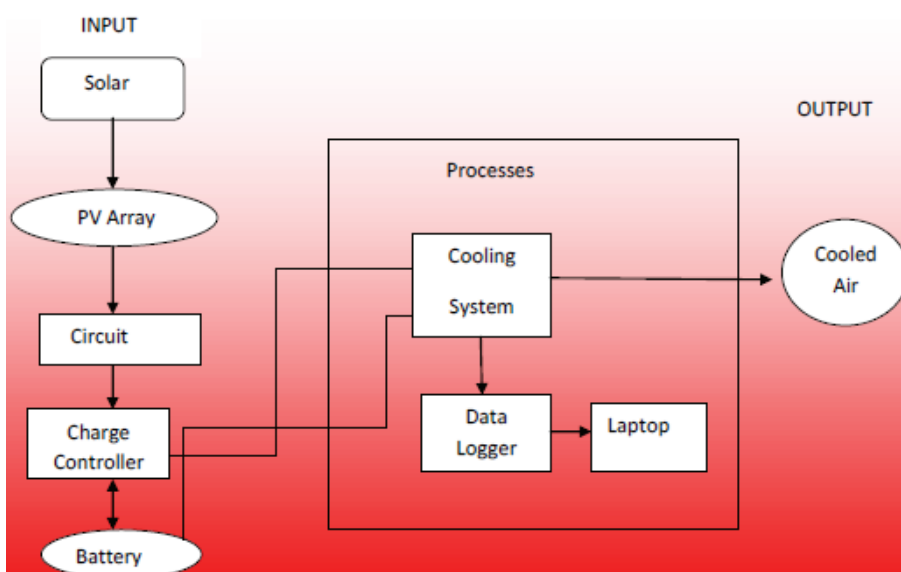 INPUT
Solar
OUTPUT
Processes
PV Array
Cooling
System
Cooled
Air
Circuit
Charge
Controller
Data
Logger
Laptop
Battery